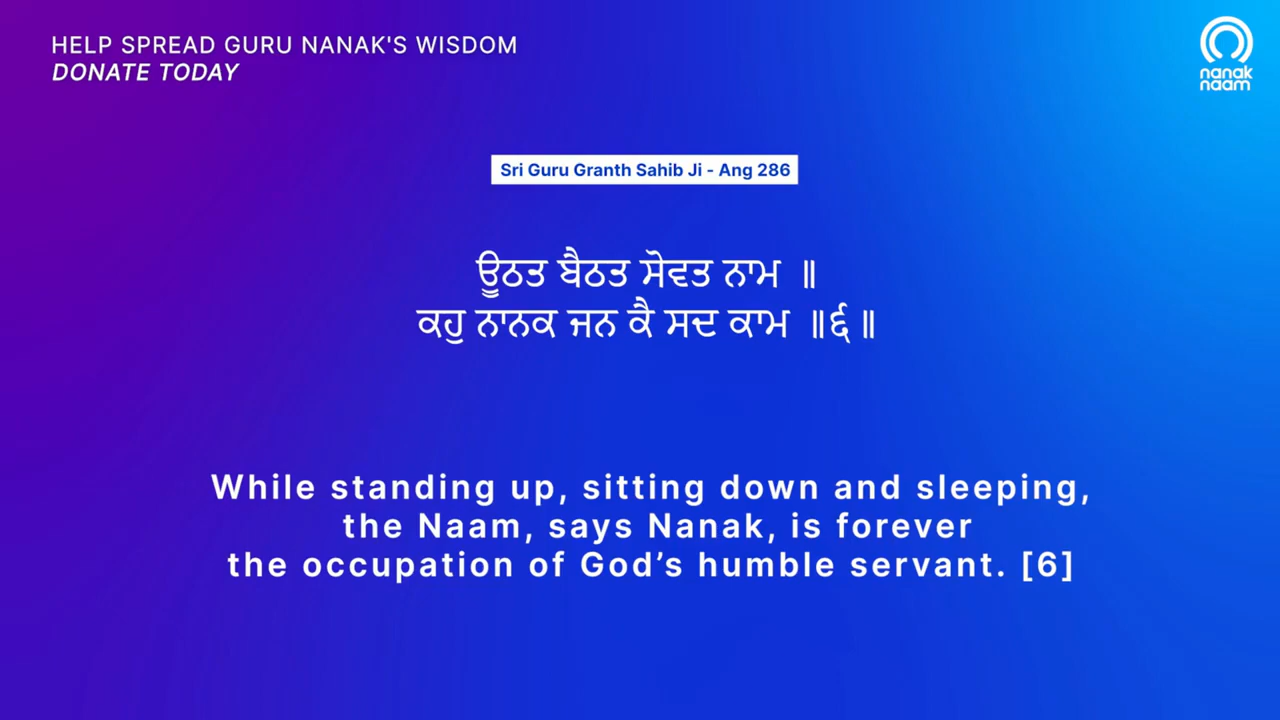 HELP SPREAD GURU NANAK'S WISDOM
DONATE TODAY
nanak
naam
Sri Guru Granth Sahib Ji - Ang 286
ਊਠਤ ਬੈਠਤ ਸੋਵਤ ਨਾਮ ॥
ਕਹੁ ਨਾਨਕ ਜਨ ਕੈ ਸਦ ਕਾਮ ॥੬॥
While standing up, sitting down and sleeping,
the Naam, says Nanak, is forever
the occupation of God’s humble servant. [6]